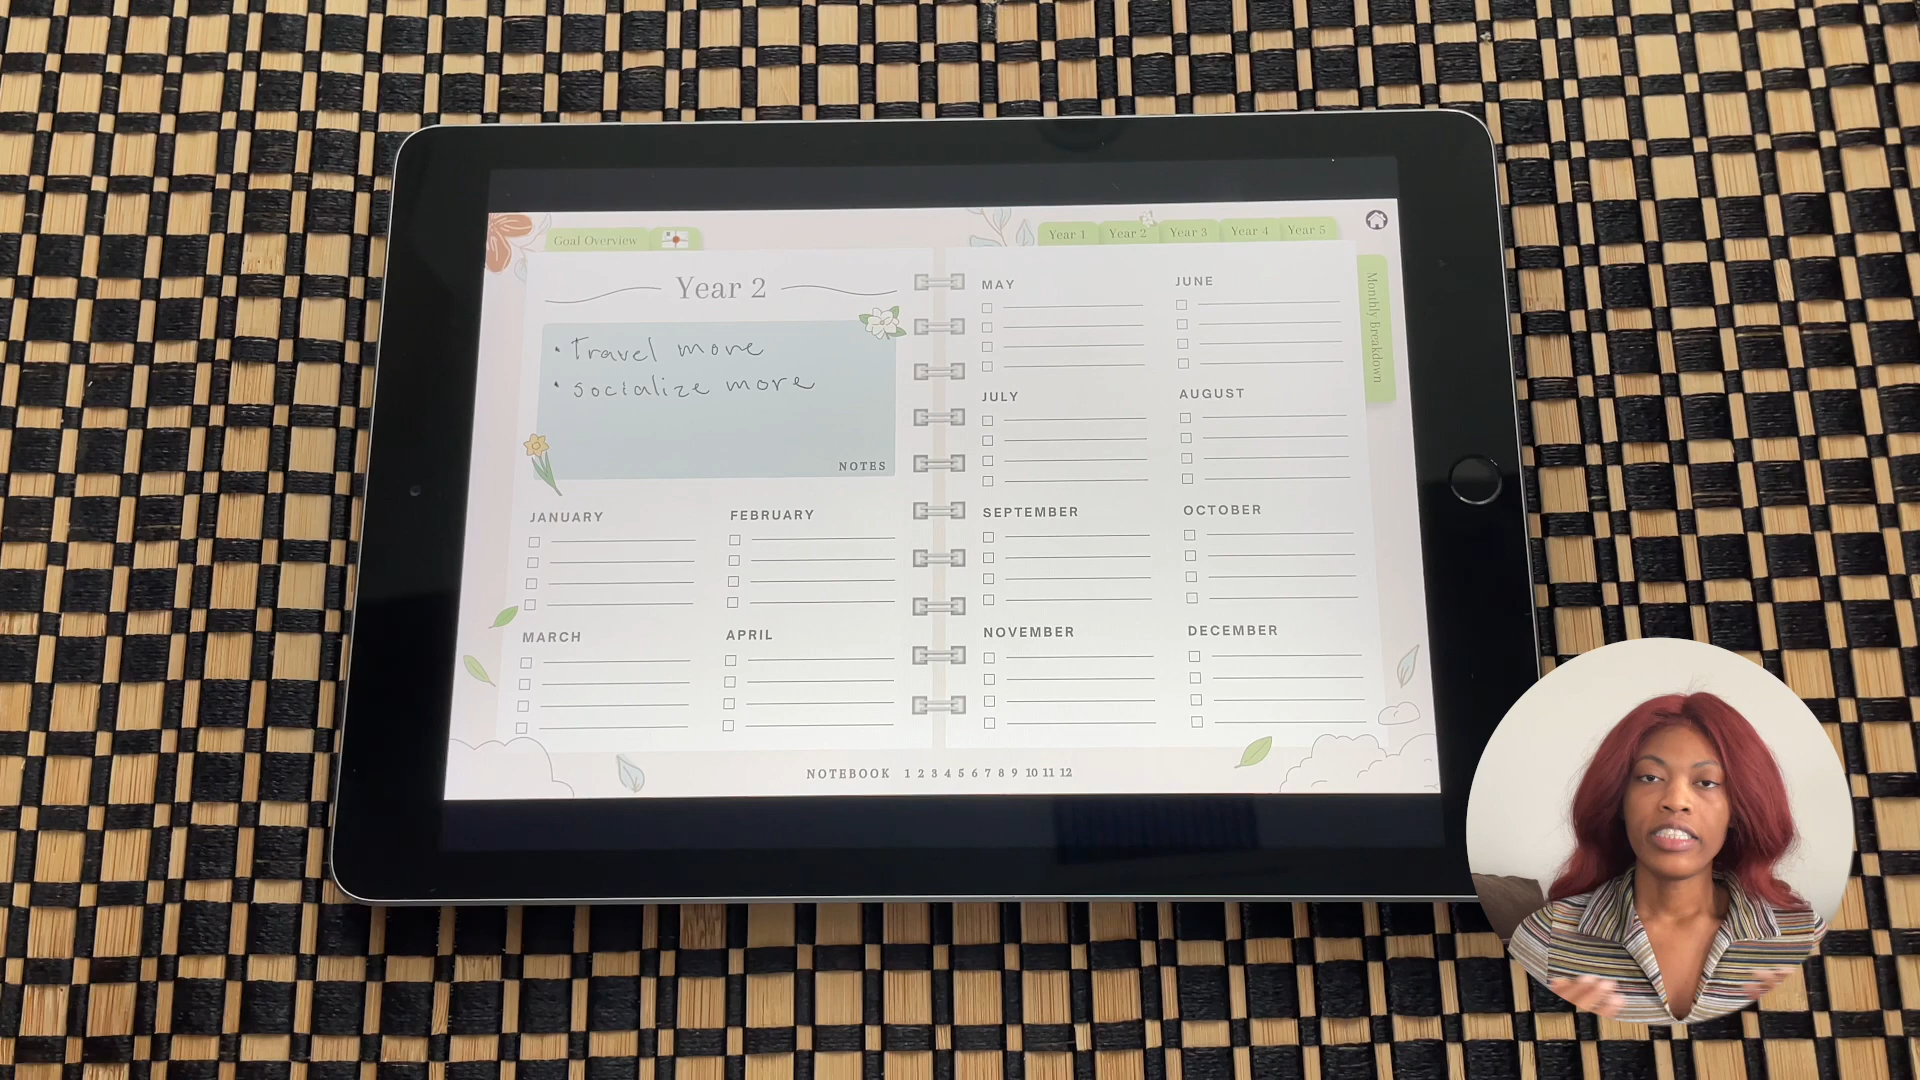 Goal Overview
Year 1 Year 2 Year 3 Year 4 Year 5
Monthly Breakdown
Year 2
• Travel more
• socialize more
NOTES
JANUARY
FEBRUARY
MARCH
APRIL
MAY
JUNE
JULY
AUGUST
SEPTEMBER
OCTOBER
NOVEMBER
DECEMBER
NOTEBOOK 1 2 3 4 5 6 7 8 9 10 11 12